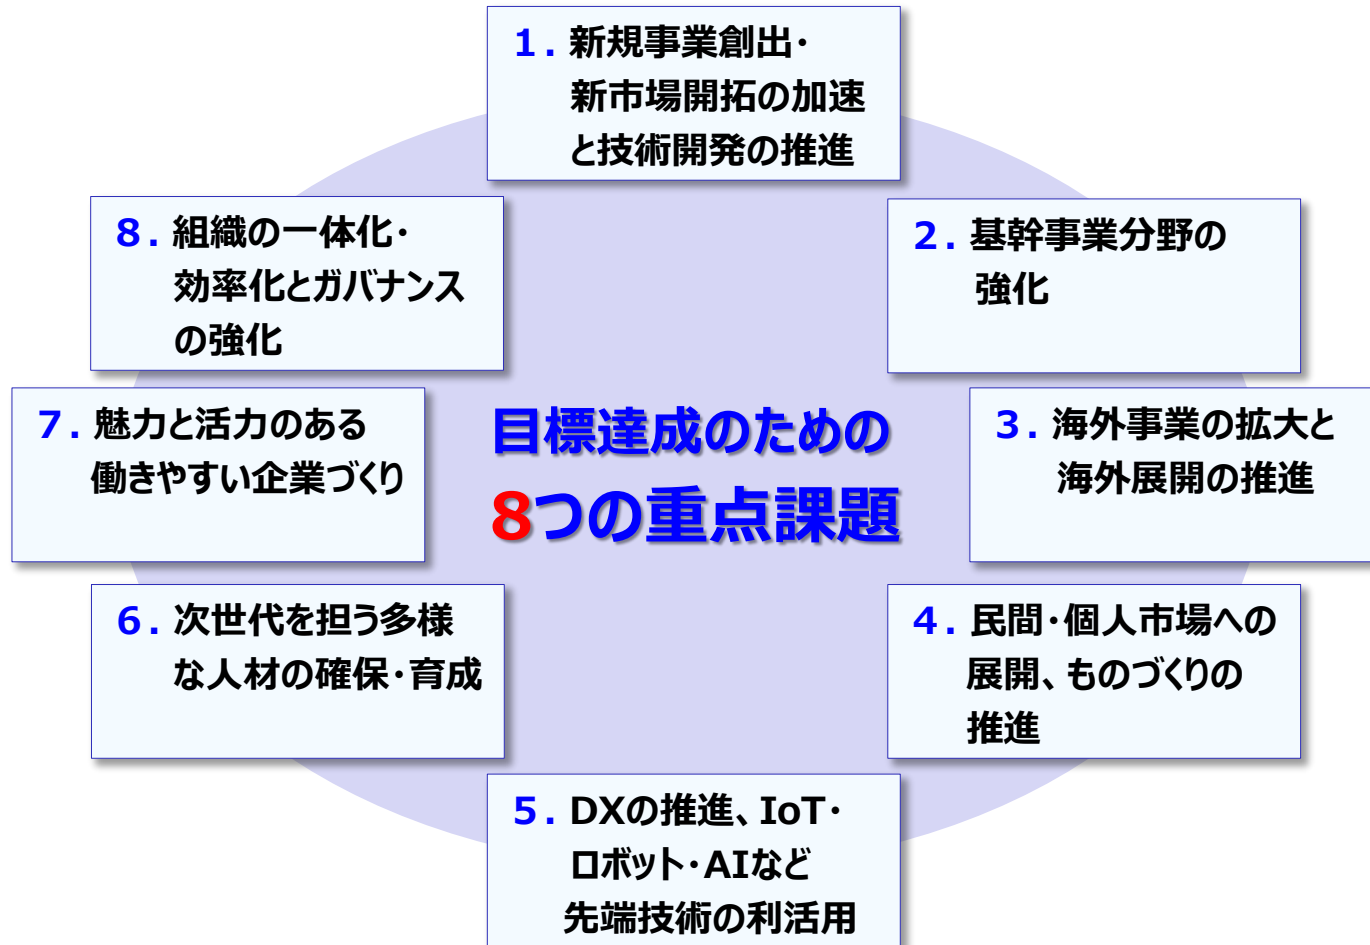 1．新規事業創出・
新市場開拓の加速
と技術開発の推進
2．基幹事業分野の
強化
3．海外事業の拡大と
海外展開の推進
4．民間・個人市場への
展開、ものづくりの
推進
5．DXの推進、IoT・
ロボット・AIなど
先端技術の利活用
6．次世代を担う多様
な人材の確保・育成
7．魅力と活力のある
働きやすい企業づくり
8．組織の一体化・
効率化とガバナンス
の強化
目標達成のための
8つの重点課題